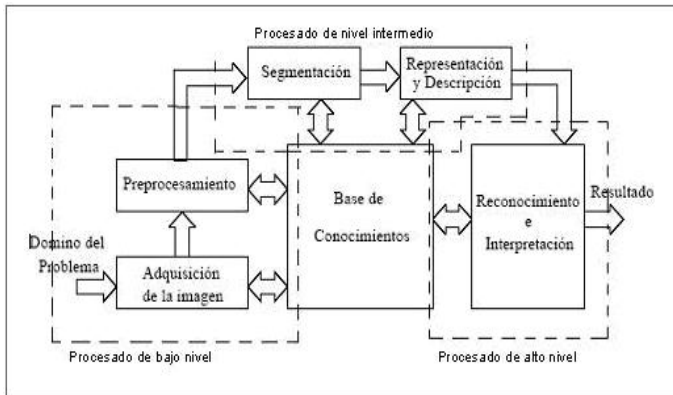 Procesado de nivel intermedio
Segmentación
Representación
y Descripción
Preprocesamiento
Base de
Conocimientos
Reconocimiento
e
Interpretación
Resultado
Domino del
Problema
Adquisición
de la imagen
Procesado de bajo nivel
Procesado de alto nivel